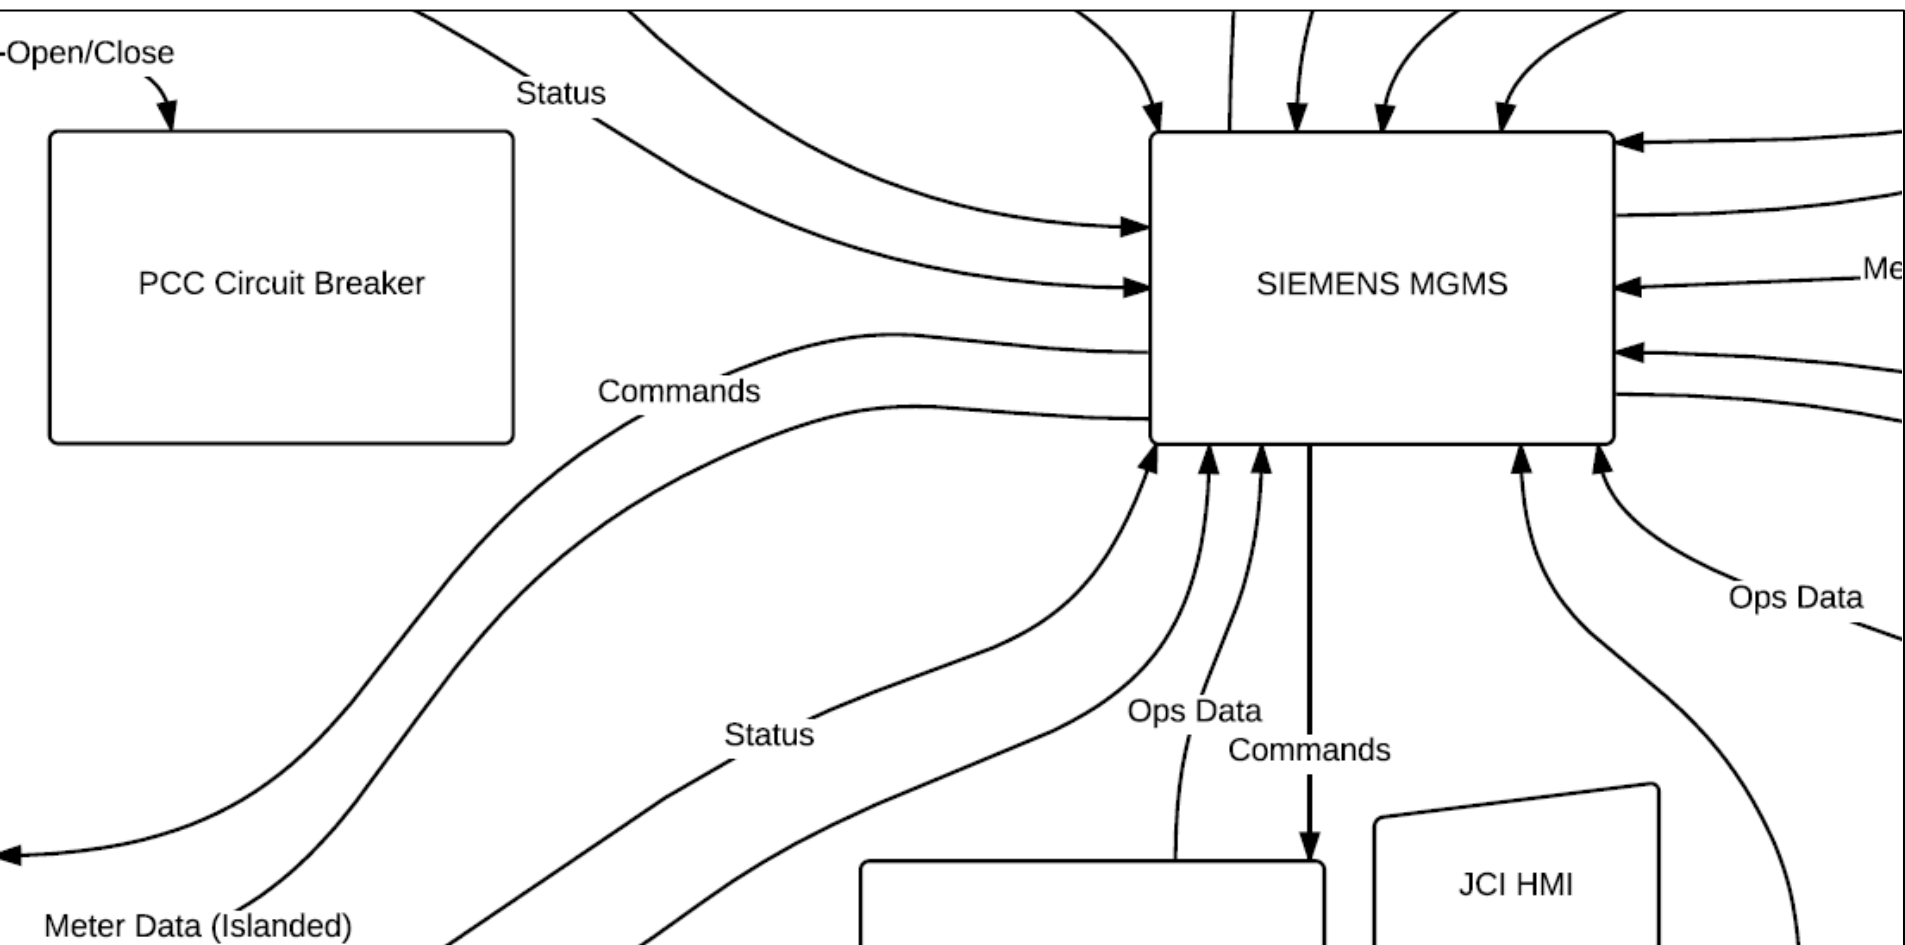 -Open/Close
Status
PCC Circuit Breaker
SIEMENS MGMS
Me
Commands
Ops Data
Ops Data
Status
Commands
JCI HMI
Meter Data (Islanded)